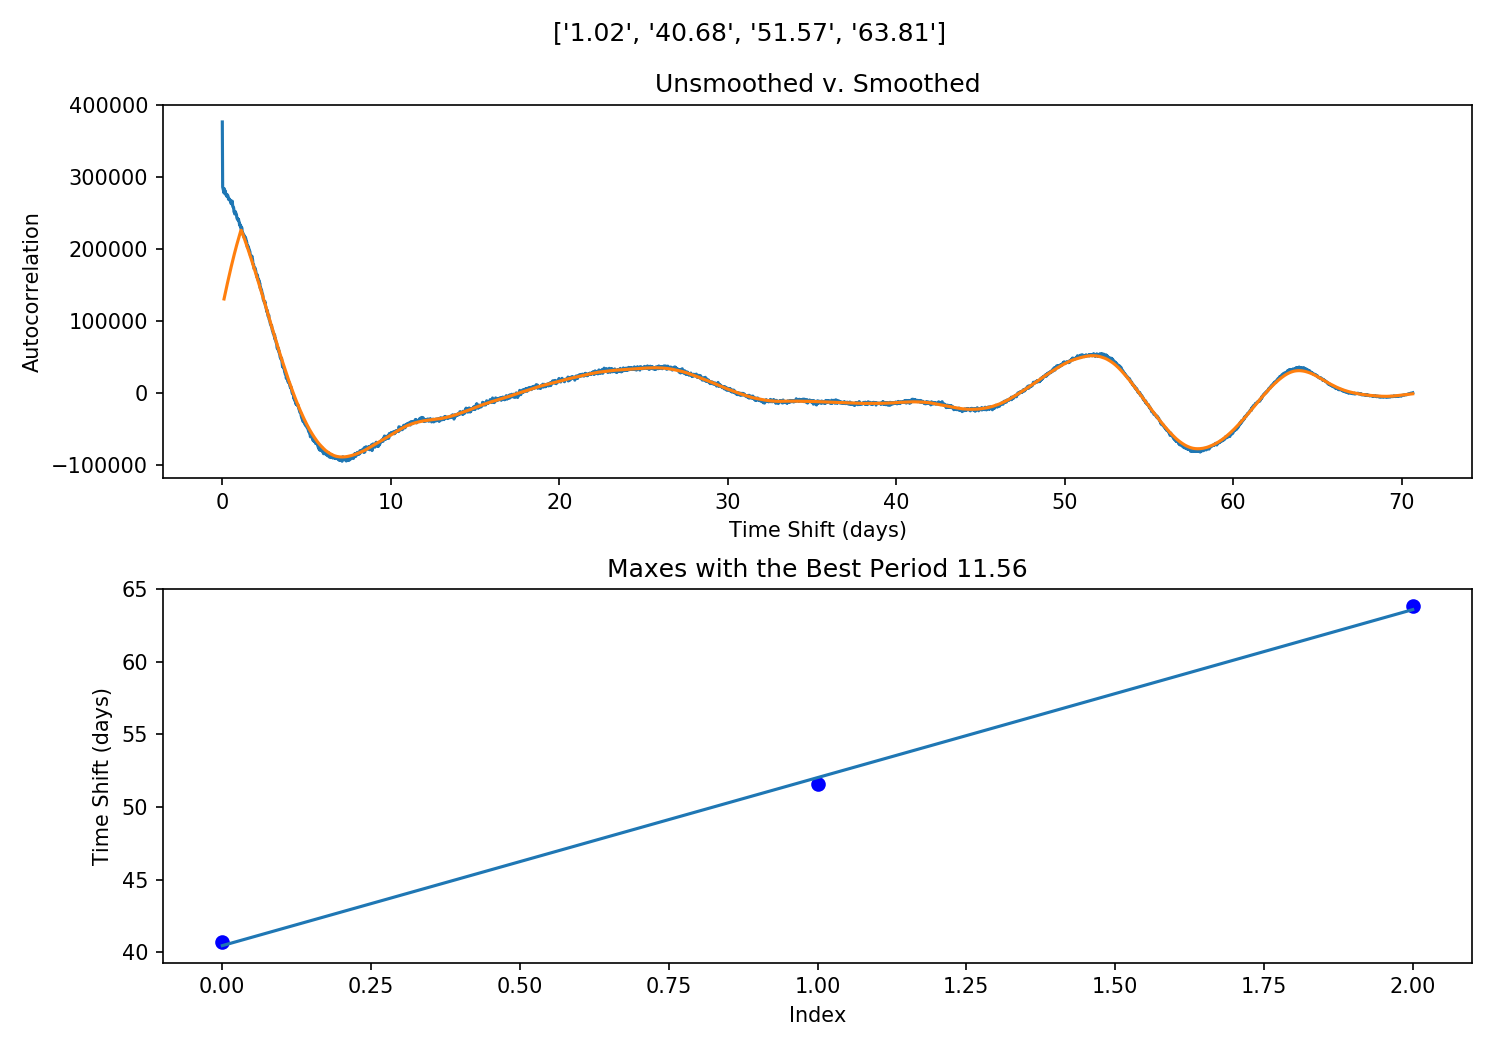 ['1.02', '40.68', '51.57', '63.81']
Unsmoothed v. Smoothed
400000
300000
200000
100000
0
−100000
Autocorrelation
0 10 20 30 40 50 60 70
Time Shift (days)
Maxes with the Best Period 11.56
65
60
55
50
45
40
Time Shift (days)
0.00 0.25 0.50 0.75 1.00 1.25 1.50 1.75 2.00
Index